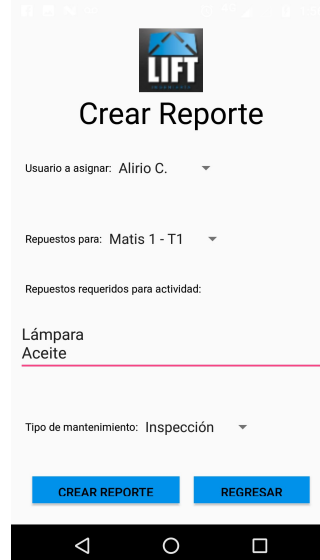 LIFT
Crear Reporte
Usuario a asignar: Alirio C.
Repuestos para: Matis 1 - T1
Repuestos requeridos para actividad:
Lámpara
Aceite
Tipo de mantenimiento: Inspección
CREAR REPORTE REGRESAR